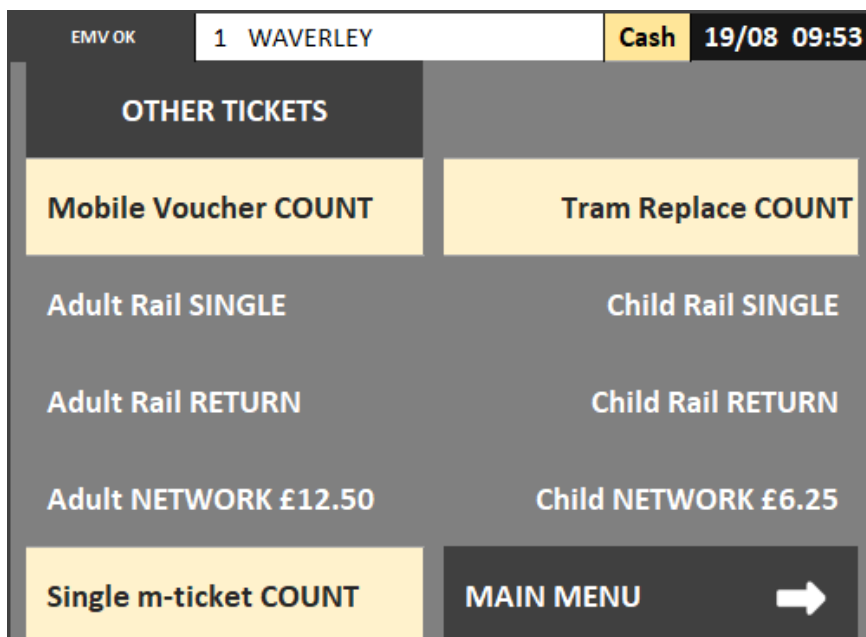 EMV OK 1 WAVERLEY Cash 19/08 09:53
OTHER TICKETS
Mobile Voucher COUNT Tram Replace COUNT
Adult Rail SINGLE Child Rail SINGLE
Adult Rail RETURN Child Rail RETURN
Adult NETWORK £12.50 Child NETWORK £6.25
Single m-ticket COUNT MAIN MENU